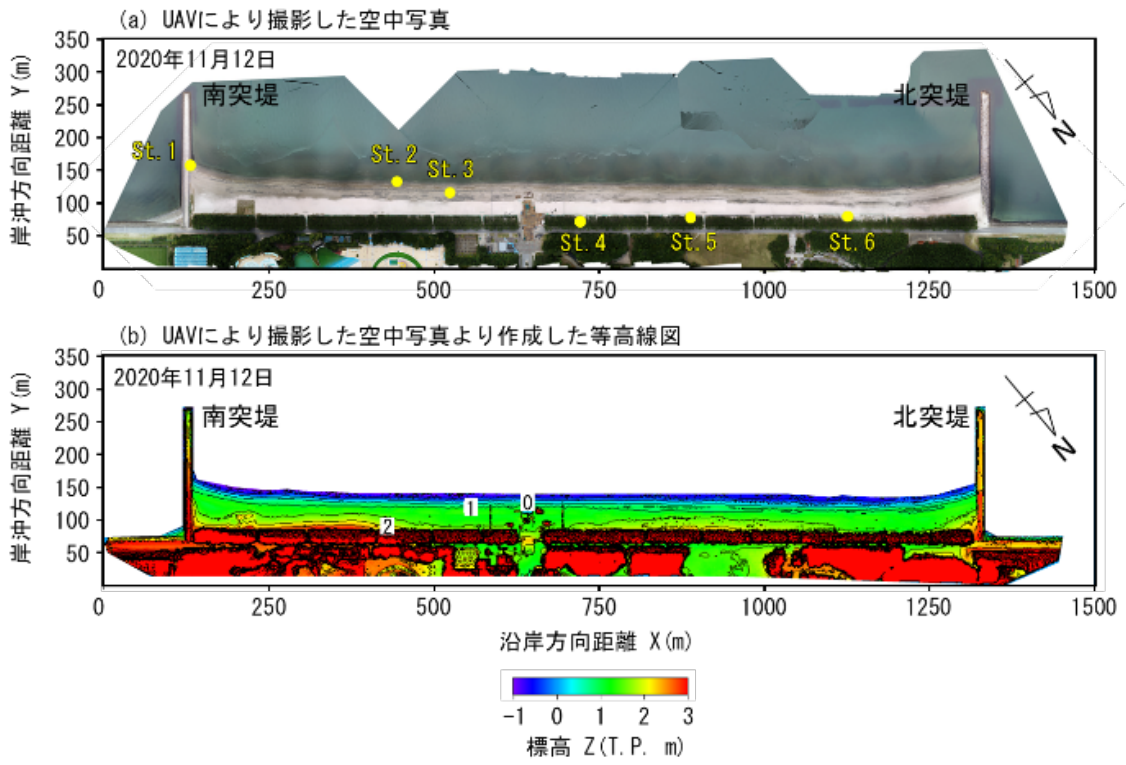 (a) UAVにより撮影した空中写真
350
300
250
200
150
100
50
岸沖方向距離 Y(m)
2020年11月12日
南突堤
北突堤
N
St.1
St.2
St.3
St.4
St.5
St.6
0
250
500
750
1000
1250
1500
(b) UAVにより撮影した空中写真より作成した等高線図
350
300
250
200
150
100
50
岸沖方向距離 Y(m)
2020年11月12日
南突堤
北突堤
N
0
1
2
0
250
500
750
1000
1250
1500
沿岸方向距離 X(m)
-1 0 1 2 3
標高 Z(T.P. m)